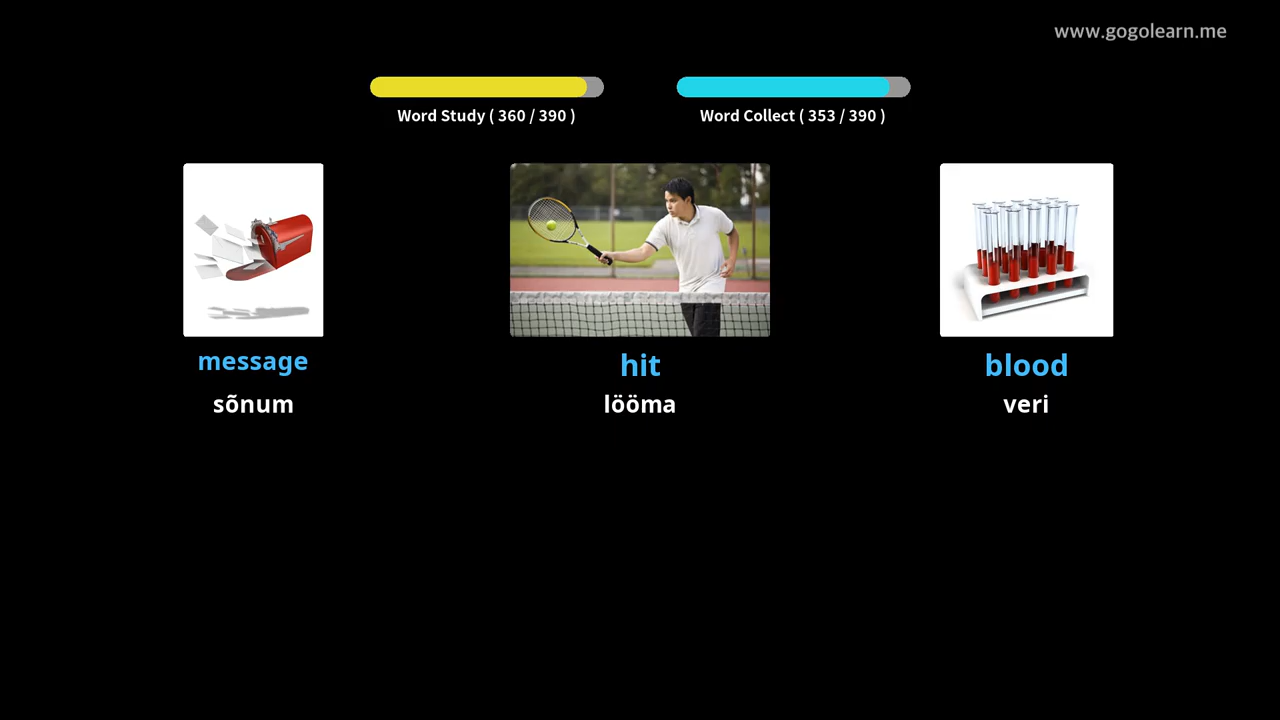 www.gogolearn.me
Word Study ( 360 / 390 )
Word Collect ( 353 / 390 )
message
hit
blood
sõnum
lööma
veri